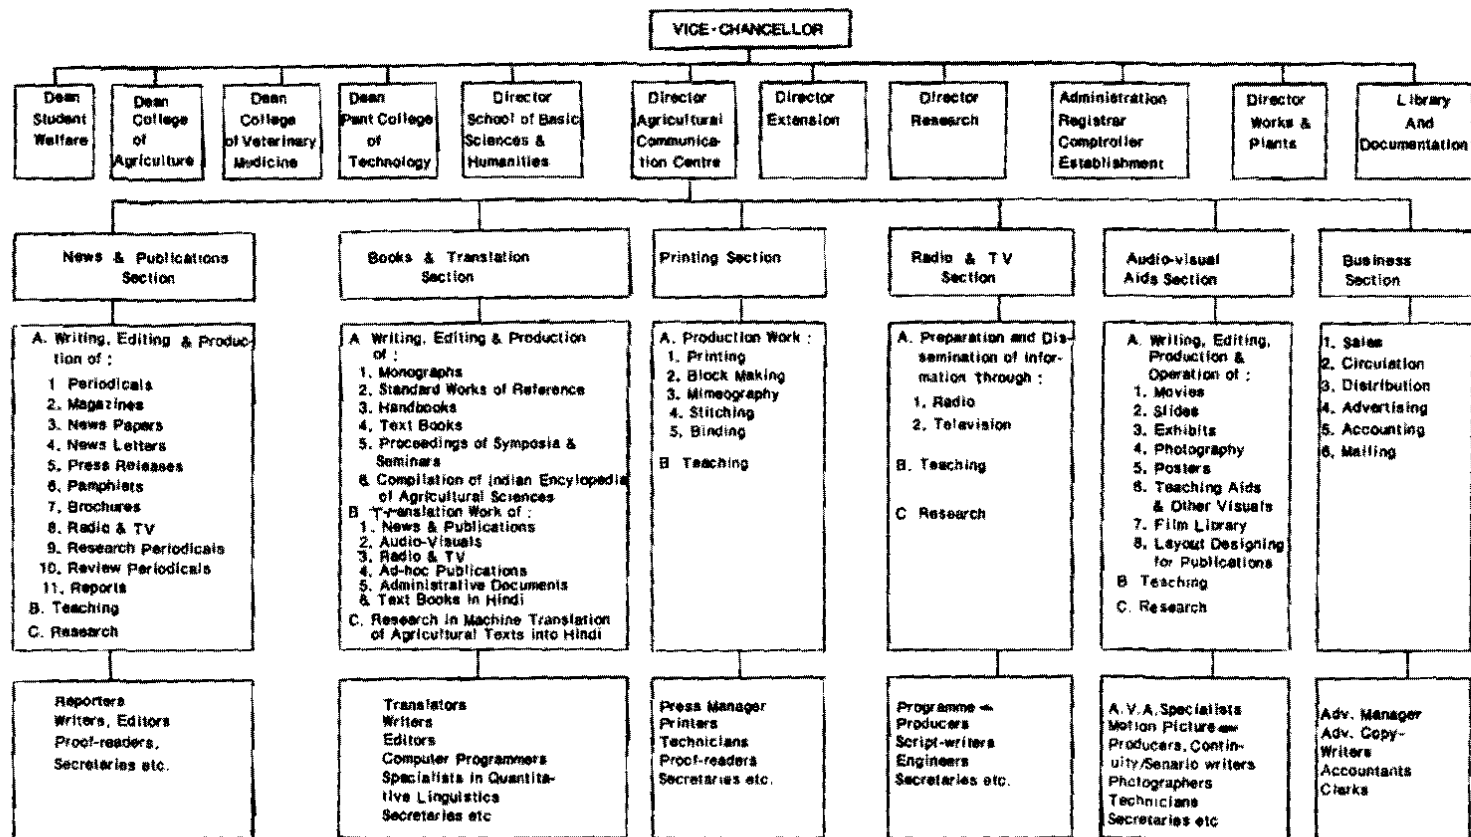 VICE-CHANCELLOR
Dean
Student
Welfare
Dean
College
of
Agriculture
Dean
College
of Veterinary
Medicine
Dean
Pant College
of
Technology
Director
School of Basic
Sciences &
Humanities
Director
Agricultural
Communica-
tion Centre
Director
Extension
Director
Research
Administration
Registrar
Comptroller
Establishment
Director
Works &
Plants
Library
And
Documentation
News & Publications
Section
Books & Translation
Section
Printing Section
Radio & TV
Section
Audio-visual
Aids Section
Business
Section
A. Writing, Editing & Produc-
tion of :
1 Periodicals
2. Magazines
3. News Papers
4. News Letters
5. Press Releases
6. Pamphlets
7. Brochures
8. Radio & TV
9. Research Periodicals
10. Review Periodicals
11. Reports
B. Teaching
C. Research
A Writing, Editing & Production
of :
1. Monographs
2. Standard Works of Reference
3. Handbooks
4. Text Books
5. Proceedings of Symposia &
Seminars
6. Compilation of Indian Encylopedia
of Agricultural Sciences
B Translation Work of :
1. News & Publications
2. Audio-Visuals
3. Radio & TV
4. Ad-hoc Publications
5. Administrative Documents
& Text Books in Hindi
C. Research in Machine Translation
of Agricultural Texts into Hindi
A. Production Work :
1. Printing
2. Block Making
3. Mimeography
4. Stitching
5. Binding
B Teaching
A. Preparation and Dis-
semination of Infor-
mation through :
1. Radio
2. Television
B. Teaching
C Research
A. Writing, Editing,
Production &
Operation of :
1. Movies
2. Slides
3. Exhibits
4. Photography
5. Posters
6. Teaching Aids
& Other Visuals
7. Film Library
8. Layout Designing
for Publications
B Teaching
C. Research
1. Sales
2. Circulation
3. Distribution
4. Advertising
5. Accounting
6. Mailing
Reporters
Writers, Editors
Proof-readers,
Secretaries etc.
Translators
Writers
Editors
Computer Programmers
Specialists in Quantita-
tive Linguistics
Secretaries etc
Press Manager
Printers
Technicians
Proof-readers
Secretaries etc.
Programme -
Producers
Script-writers
Engineers
Secretaries etc.
A.V.A. Specialists
Motion Picture -
Producers, Contin-
uity/Senario writers
Photographers
Technicians
Secretaries etc
Adv. Manager
Adv. Copy-
Writers
Accountants
Clarks